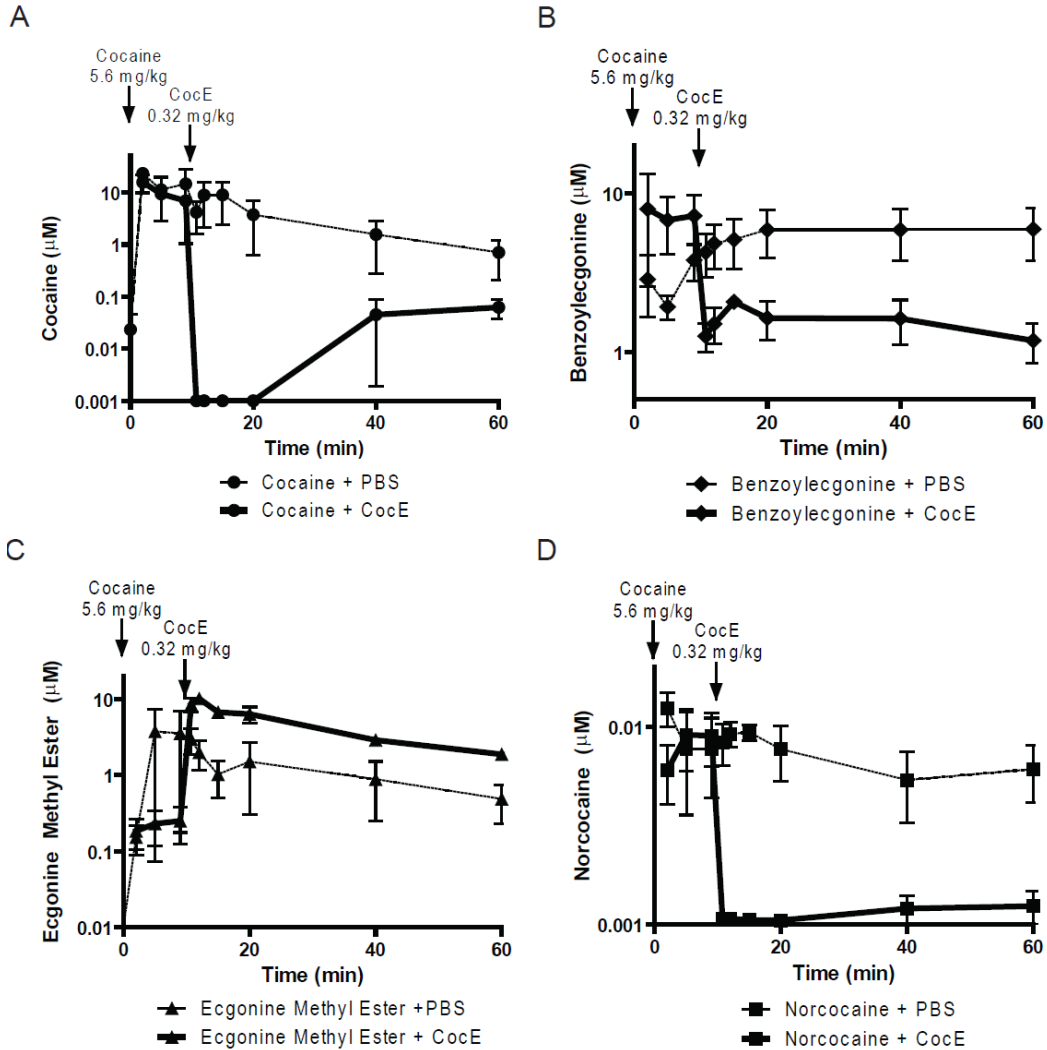 A
Cocaine
5.6 mg/kg
CocE
0.32 mg/kg
Cocaine (μM)
10
1
0.1
0.01
0.001
0 20 40 60
Time (min)
Cocaine + PBS
Cocaine + CocE
B
Cocaine
5.6 mg/kg
CocE
0.32 mg/kg
Benzoylecgonine (μM)
10
1
0 20 40 60
Time (min)
Benzoylecgonine + PBS
Benzoylecgonine + CocE
C
Cocaine
5.6 mg/kg
CocE
0.32 mg/kg
Ecgonine Methyl Ester (μM)
10
1
0.1
0.01
0 20 40 60
Time (min)
Ecgonine Methyl Ester +PBS
Ecgonine Methyl Ester + CocE
D
Cocaine
5.6 mg/kg
CocE
0.32 mg/kg
Norcocaine (μM)
0.01
0.001
0 20 40 60
Time (min)
Norcocaine + PBS
Norcocaine + CocE